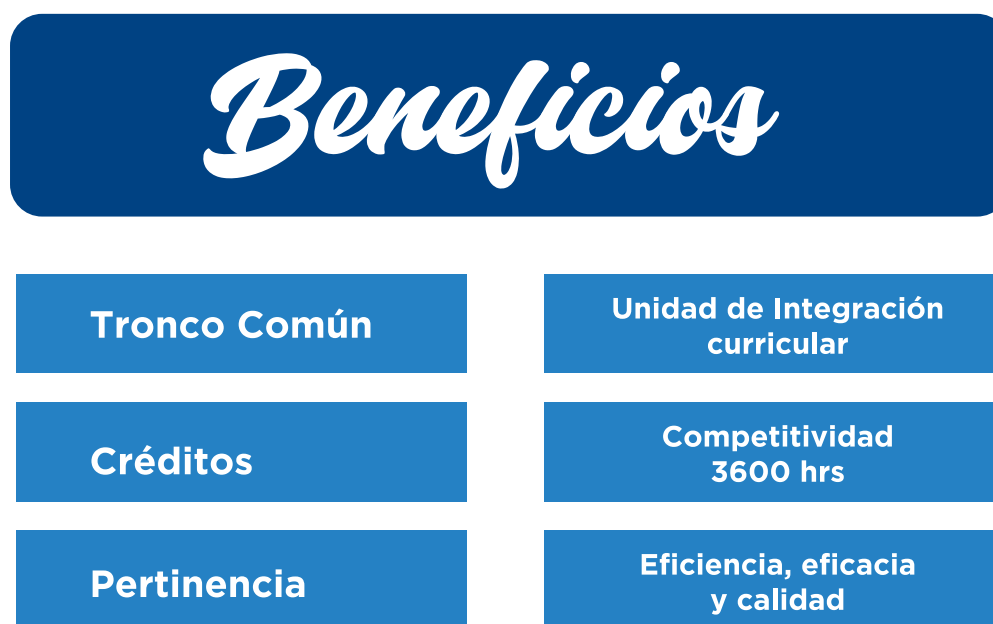 Beneficios
Tronco Común
Unidad de Integración
curricular
Créditos
Competitividad
3600 hrs
Pertinencia
Eficiencia, eficacia
y calidad